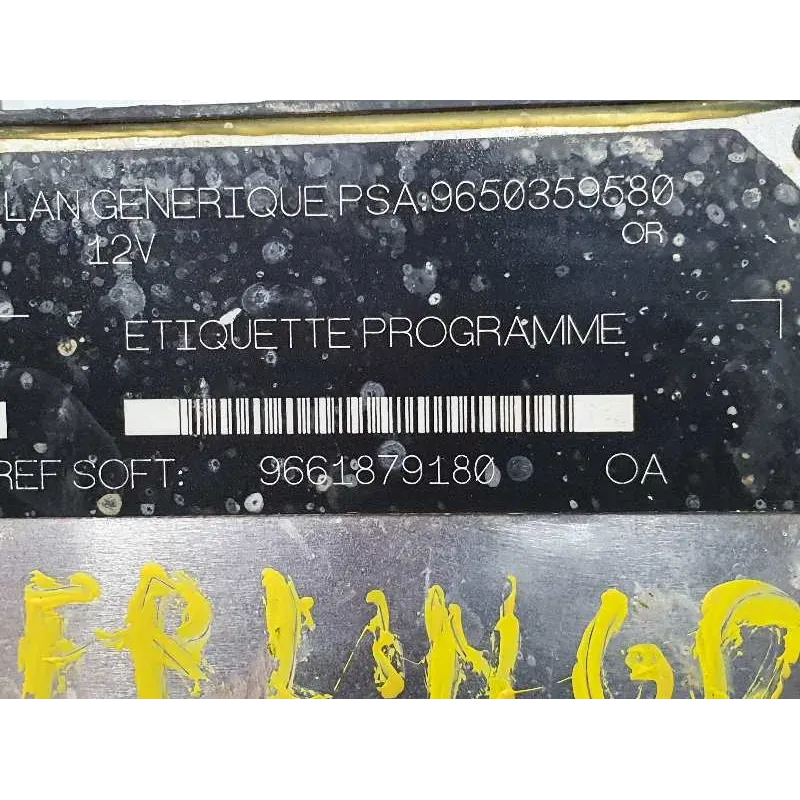 LAN GENERIQUE PSA:9650359580
12V OR
ETIQUETTE PROGRAMME
REF SOFT: 9661879180 OA